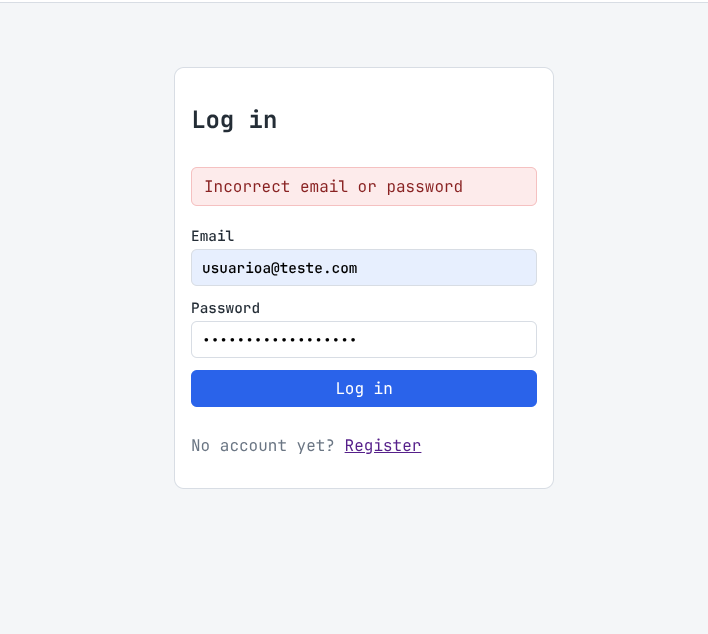 Log in
Incorrect email or password
Email
usuarioa@teste.com
Password
••••••••••••••••••
Log in
No account yet? Register